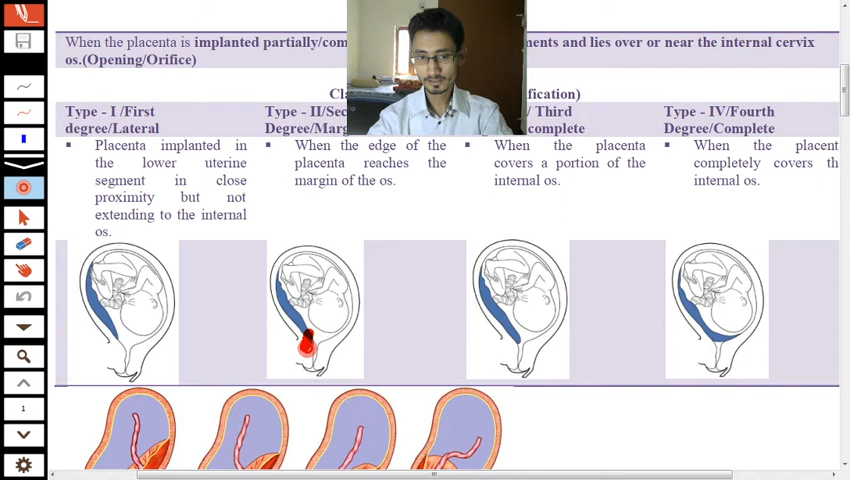 When the placenta is implanted partially/com ments and lies over or near the internal cervix
os.(Opening/Orifice)
Cla ification)
Type - I /First
degree/Lateral
Type - II/Sec
Degree/Marg
/ Third
complete
Type - IV/Fourth
Degree/Complete
▪ Placenta implanted in
the lower uterine
segment in close
proximity but not
extending to the internal
os.
▪ When the edge of the
placenta reaches the
margin of the os.
▪ When the placenta
covers a portion of the
internal os.
▪ When the placent
completely covers th
internal os.
1